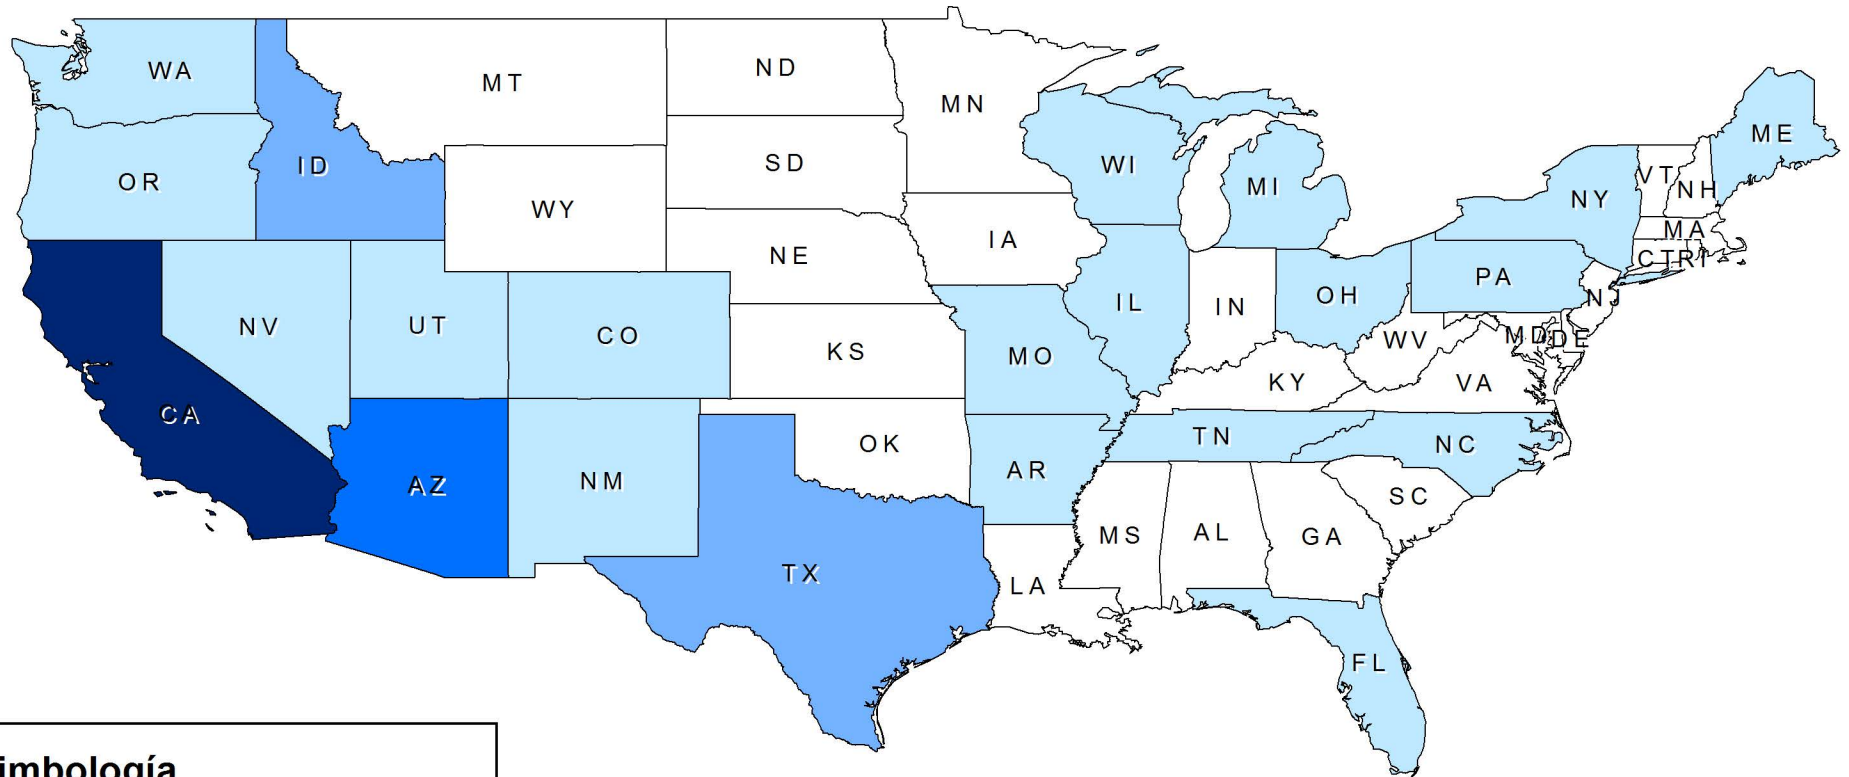 WA
MT
ND
MN
ME
OR
ID
SD
WI
MI
NY
VT
NH
WY
IA
MA
NE
CT
RI
PA
NV
UT
CO
IL
IN
OH
NJ
KS
MO
WV
MD
DE
KY
VA
CA
OK
TN
NC
AZ
NM
AR
SC
MS
AL
GA
TX
LA
FL
imbología